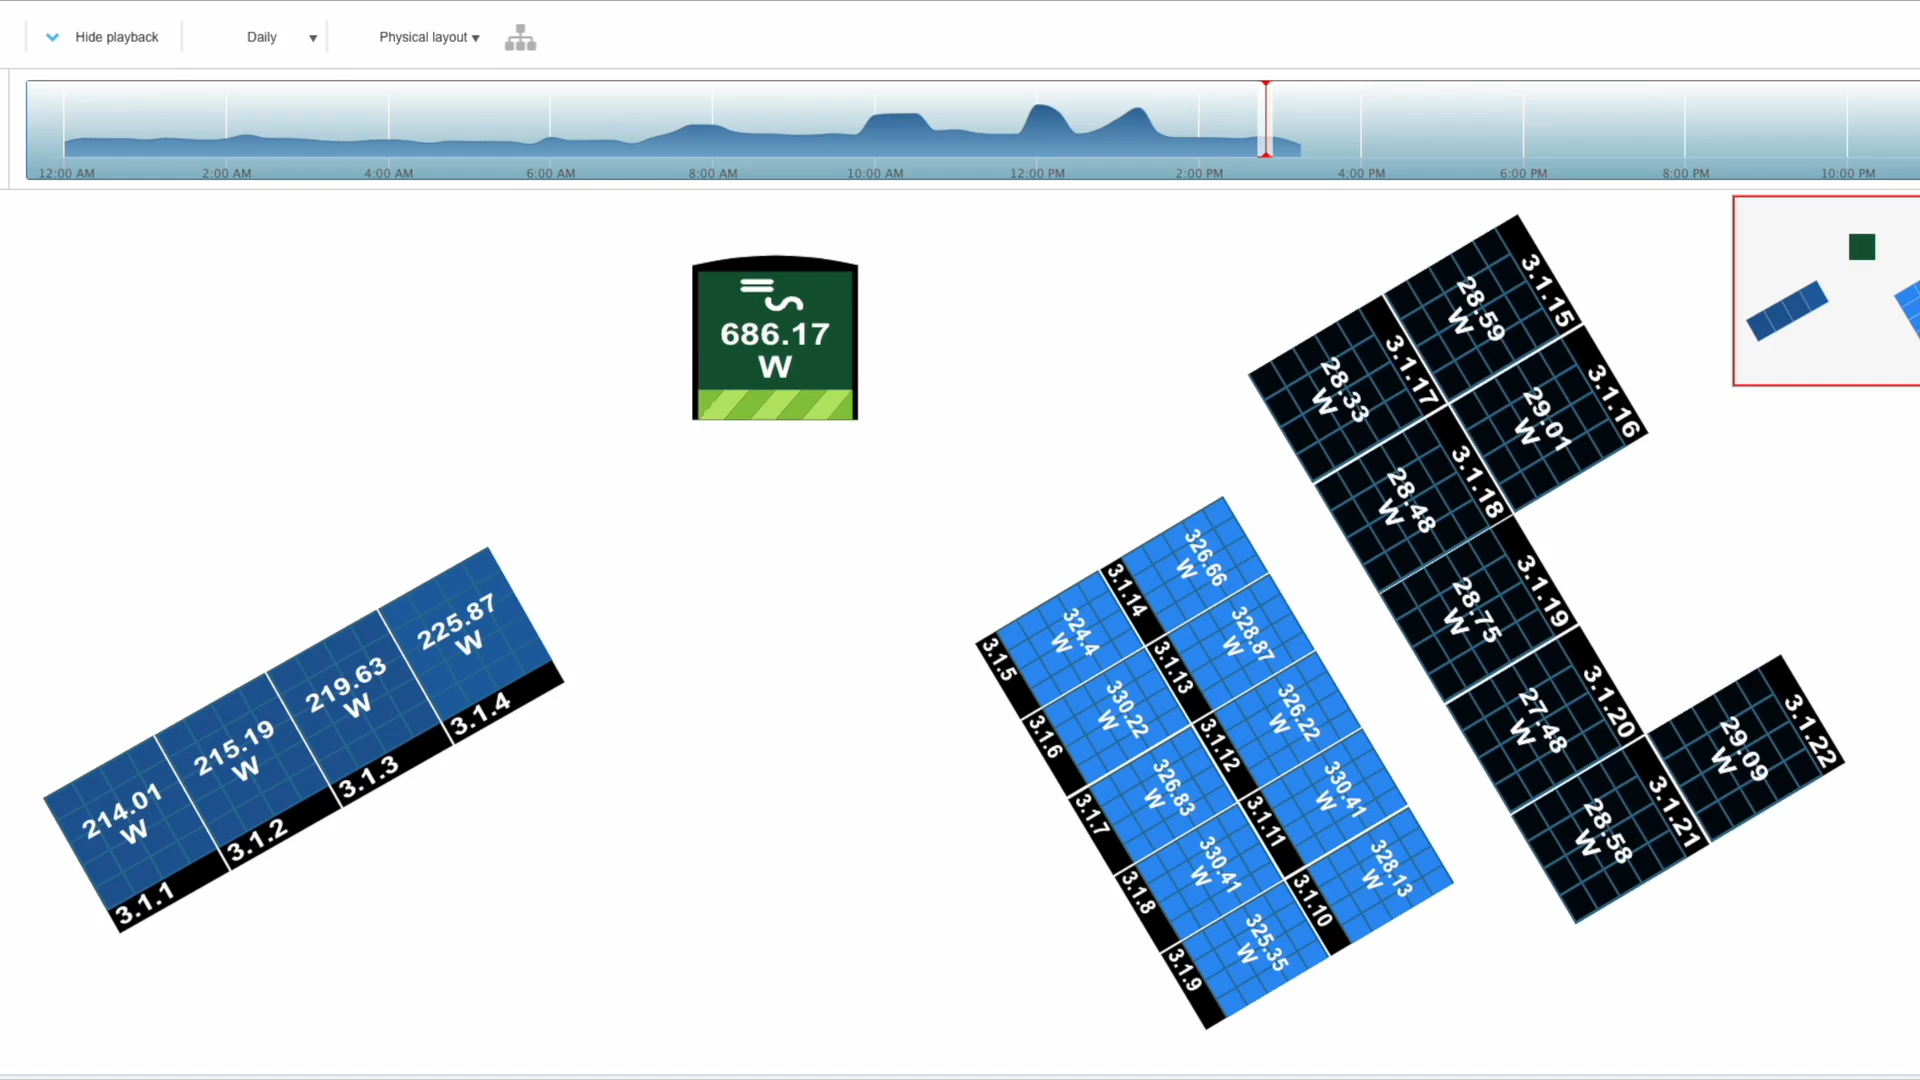 Hide playback
Daily
Physical layout
12:00 AM
2:00 AM
4:00 AM
6:00 AM
8:00 AM
10:00 AM
12:00 PM
2:00 PM
4:00 PM
6:00 PM
8:00 PM
10:00 PM
686.17
W
214.01
W
3.1.1
215.19
W
3.1.2
219.63
W
3.1.3
225.87
W
3.1.4
3.1.5
324.4
W
3.1.6
330.22
W
3.1.7
326.83
W
3.1.8
330.41
W
3.1.9
325.35
W
3.1.14
326.66
W
3.1.13
328.87
W
3.1.12
326.22
W
3.1.11
330.41
W
3.1.10
328.13
W
28.59
W
3.1.15
29.01
W
3.1.16
28.33
W
3.1.17
28.48
W
3.1.18
28.75
W
3.1.19
27.48
W
3.1.20
28.58
W
3.1.21
29.09
W
3.1.22